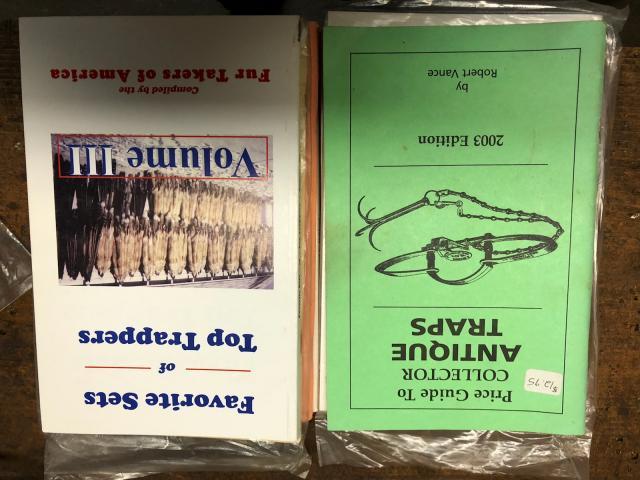 Favorite Sets
of
Top Trappers
Volume III
Compiled by the
Fur Takers of America
$12.95
Price Guide To
COLLECTOR
ANTIQUE
TRAPS
2003 Edition
by
Robert Vance